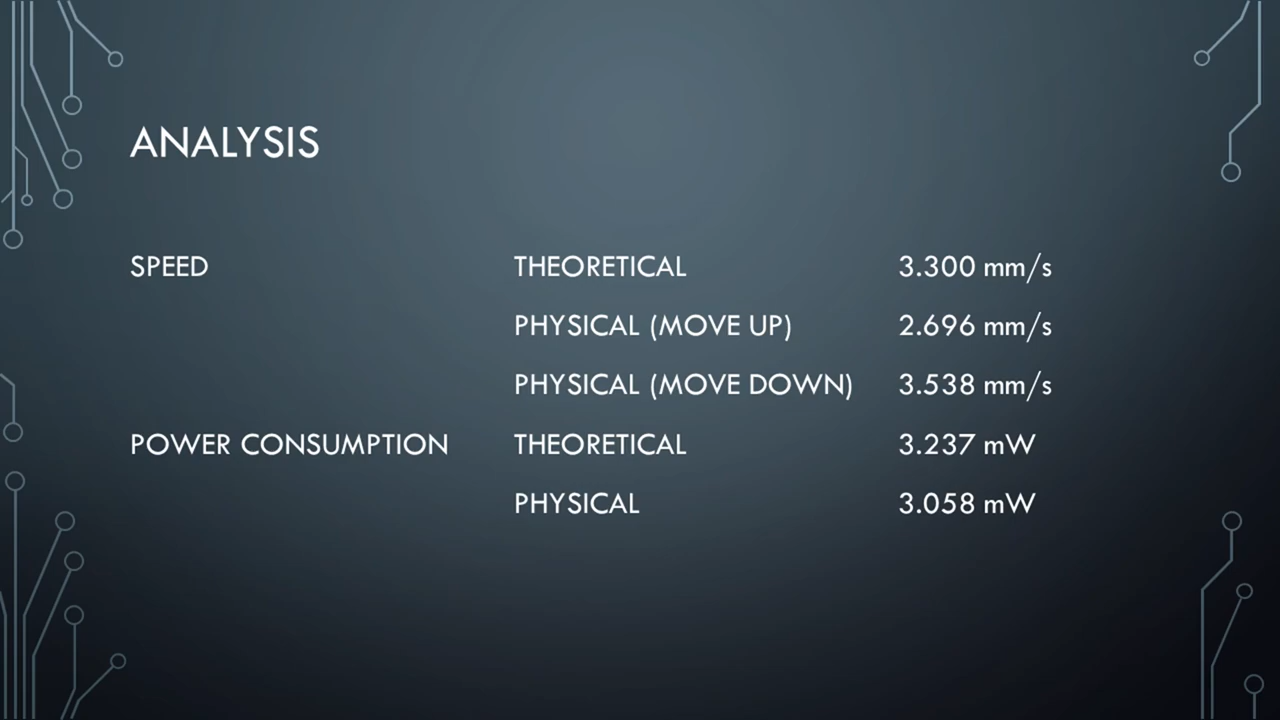 ANALYSIS
SPEED THEORETICAL 3.300 mm/s
PHYSICAL (MOVE UP) 2.696 mm/s
PHYSICAL (MOVE DOWN) 3.538 mm/s
POWER CONSUMPTION THEORETICAL 3.237 mW
PHYSICAL 3.058 mW